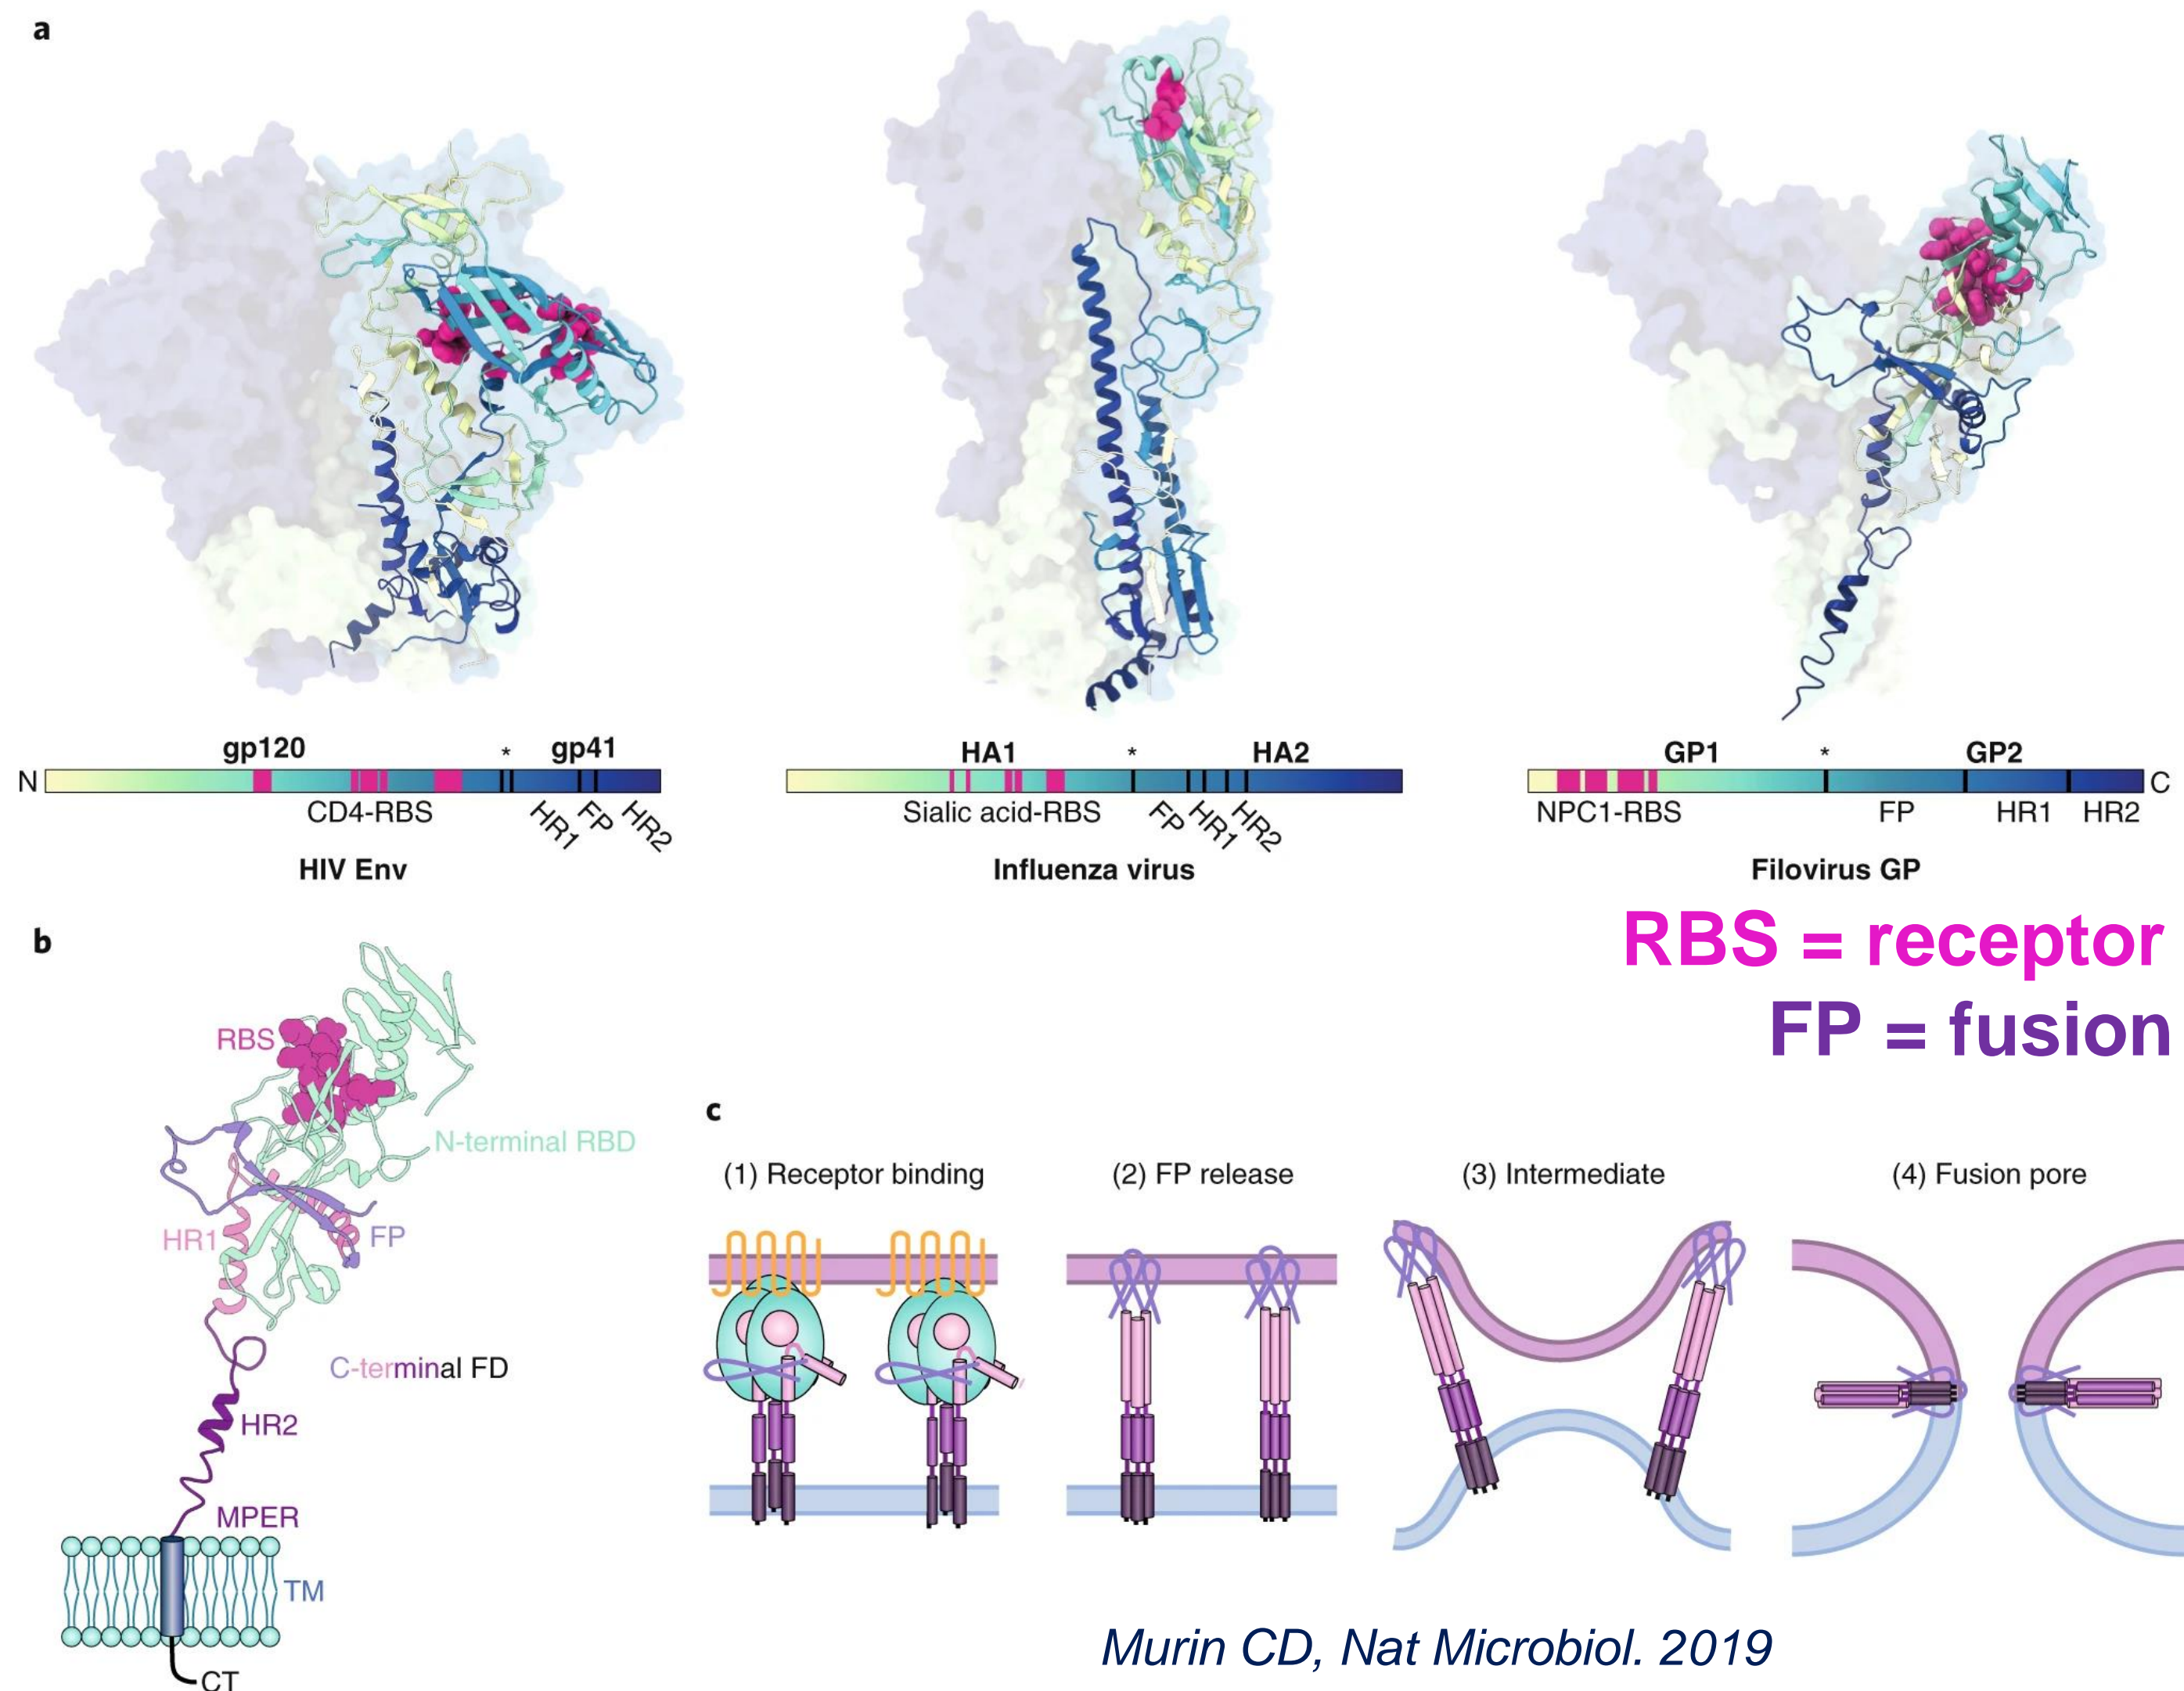 a
gp120 * gp41
N
CD4-RBS
HR1
FP
HR2
HIV Env
HA1 * HA2
Sialic acid-RBS
FP
HR1
HR2
Influenza virus
GP1 * GP2
C
NPC1-RBS FP HR1 HR2
Filovirus GP
RBS = receptor
FP = fusion
b
RBS
N-terminal RBD
HR1
FP
C-terminal FD
HR2
MPER
TM
CT
c
(1) Receptor binding
(2) FP release
(3) Intermediate
(4) Fusion pore
Murin CD, Nat Microbiol. 2019